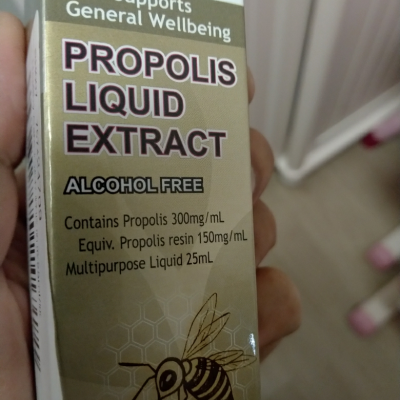 Supports
General Wellbeing
PROPOLIS
LIQUID
EXTRACT
ALCOHOL FREE
Contains Propolis 300mg/mL
Equiv. Propolis resin 150mg/mL
Multipurpose Liquid 25mL